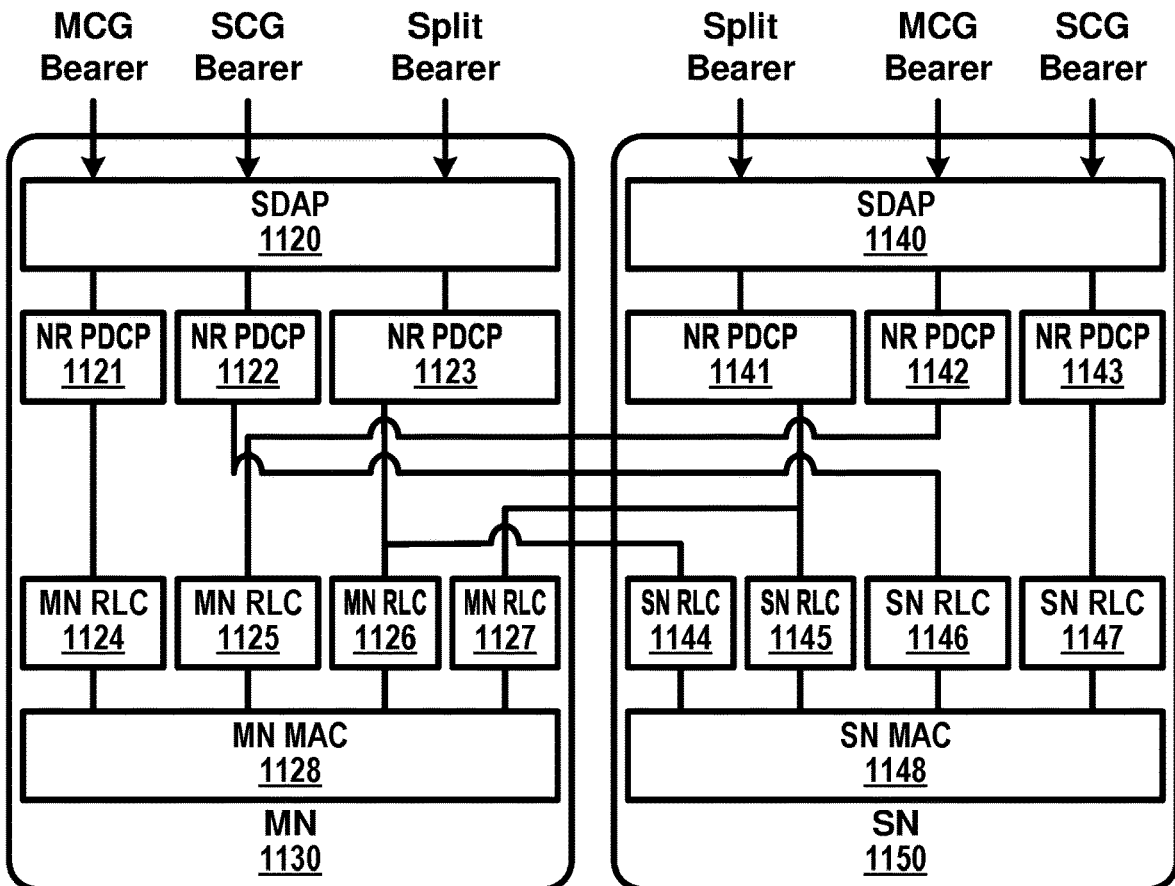 MCG Bearer
SCG Bearer
Split Bearer
Split Bearer
MCG Bearer
SCG Bearer
SDAP
1120
SDAP
1140
NR PDCP
1121
NR PDCP
1122
NR PDCP
1123
NR PDCP
1141
NR PDCP
1142
NR PDCP
1143
MN RLC
1124
MN RLC
1125
MN RLC
1126
MN RLC
1127
SN RLC
1144
SN RLC
1145
SN RLC
1146
SN RLC
1147
MN MAC
1128
SN MAC
1148
MN
1130
SN
1150